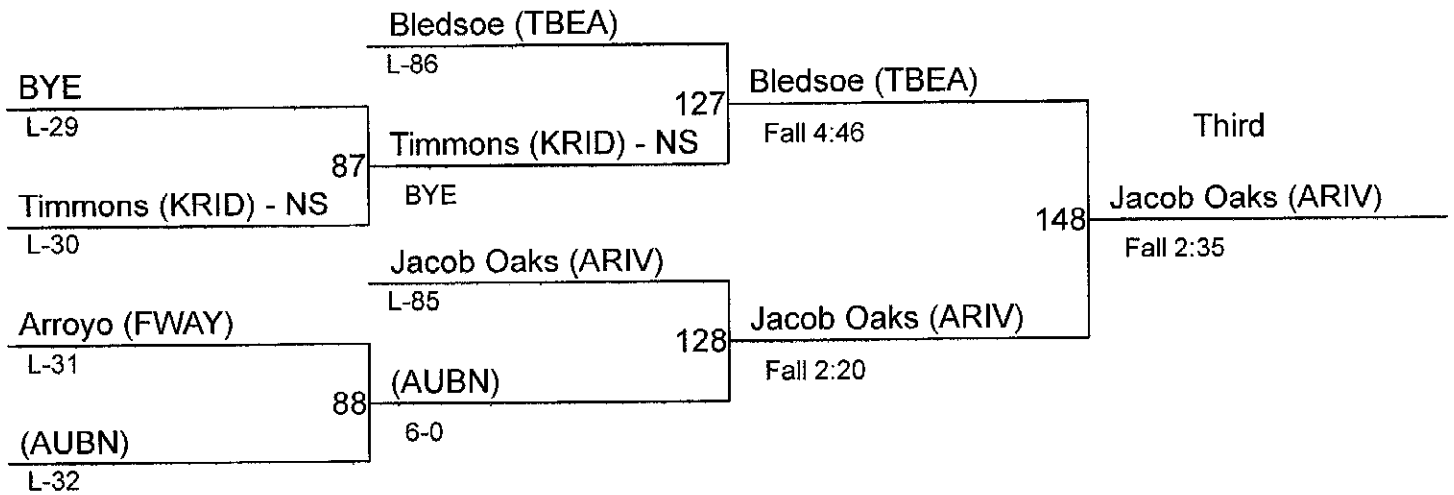 Bledsoe (TBEA)
L-86
BYE
L-29
127
Bledsoe (TBEA)
Fall 4:46
Third
87
Timmons (KRID) - NS
BYE
Timmons (KRID) - NS
L-30
148
Jacob Oaks (ARIV)
Fall 2:35
Jacob Oaks (ARIV)
L-85
Arroyo (FWAY)
L-31
128
Jacob Oaks (ARIV)
Fall 2:20
88
(AUBN)
6-0
(AUBN)
L-32